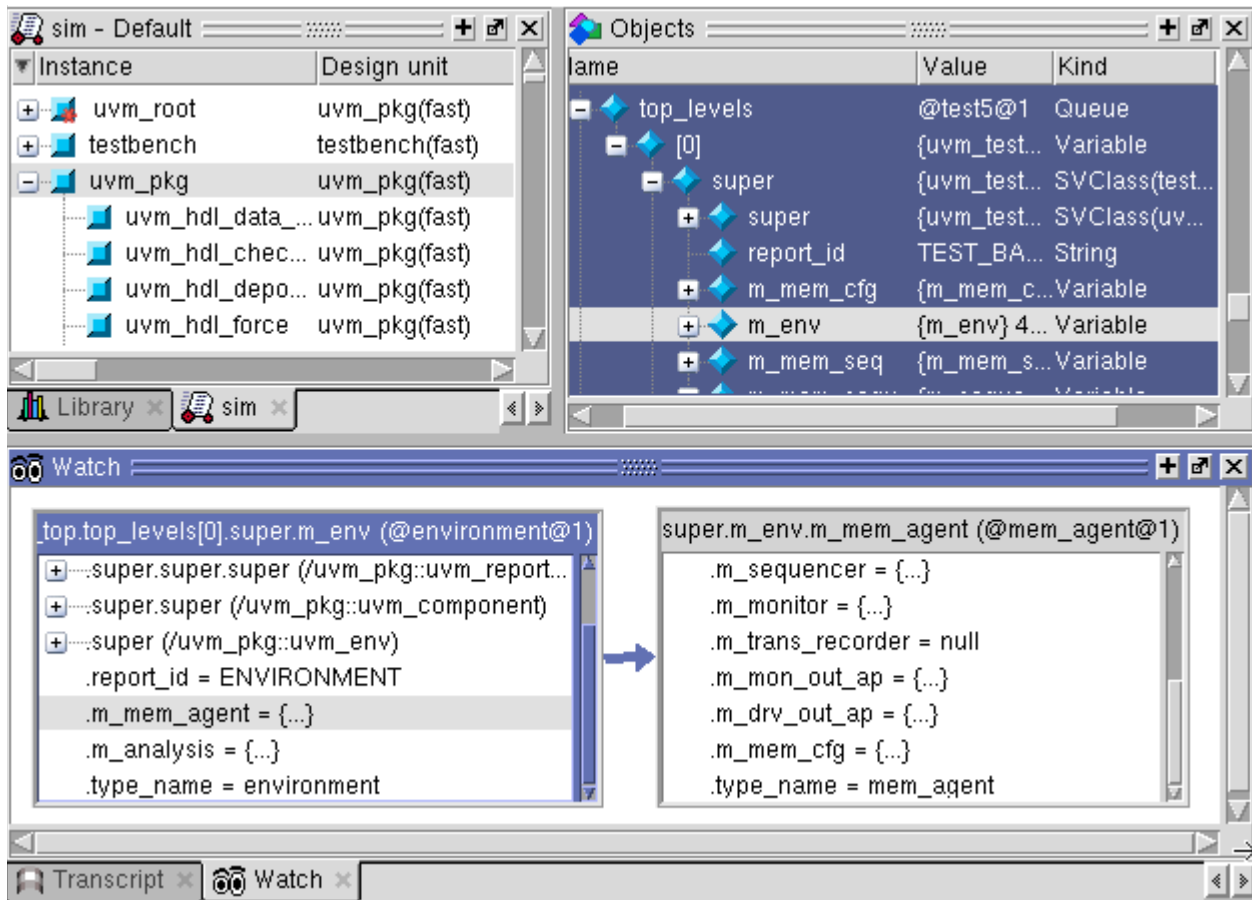 sim - Default
Instance Design unit
uvm_root uvm_pkg(fast)
testbench testbench(fast)
uvm_pkg uvm_pkg(fast)
uvm_hdl_data_... uvm_pkg(fast)
uvm_hdl_chec... uvm_pkg(fast)
uvm_hdl_depo... uvm_pkg(fast)
uvm_hdl_force uvm_pkg(fast)
Library sim
Objects
lame Value Kind
top_levels @test5@1 Queue
[0] {uvm_test... Variable
super {uvm_test... SVClass(test...
super {uvm_test... SVClass(uv...
report_id TEST_BA... String
m_mem_cfg {m_mem_c... Variable
m_env {m_env} 4... Variable
m_mem_seq {m_mem_s... Variable
Watch
_top.top_levels[0].super.m_env (@environment@1)
.super.super.super (/uvm_pkg::uvm_report...
.super.super (/uvm_pkg::uvm_component)
.super (/uvm_pkg::uvm_env)
.report_id = ENVIRONMENT
.m_mem_agent = {...}
.m_analysis = {...}
.type_name = environment
super.m_env.m_mem_agent (@mem_agent@1)
.m_sequencer = {...}
.m_monitor = {...}
.m_trans_recorder = null
.m_mon_out_ap = {...}
.m_drv_out_ap = {...}
.m_mem_cfg = {...}
.type_name = mem_agent
Transcript Watch